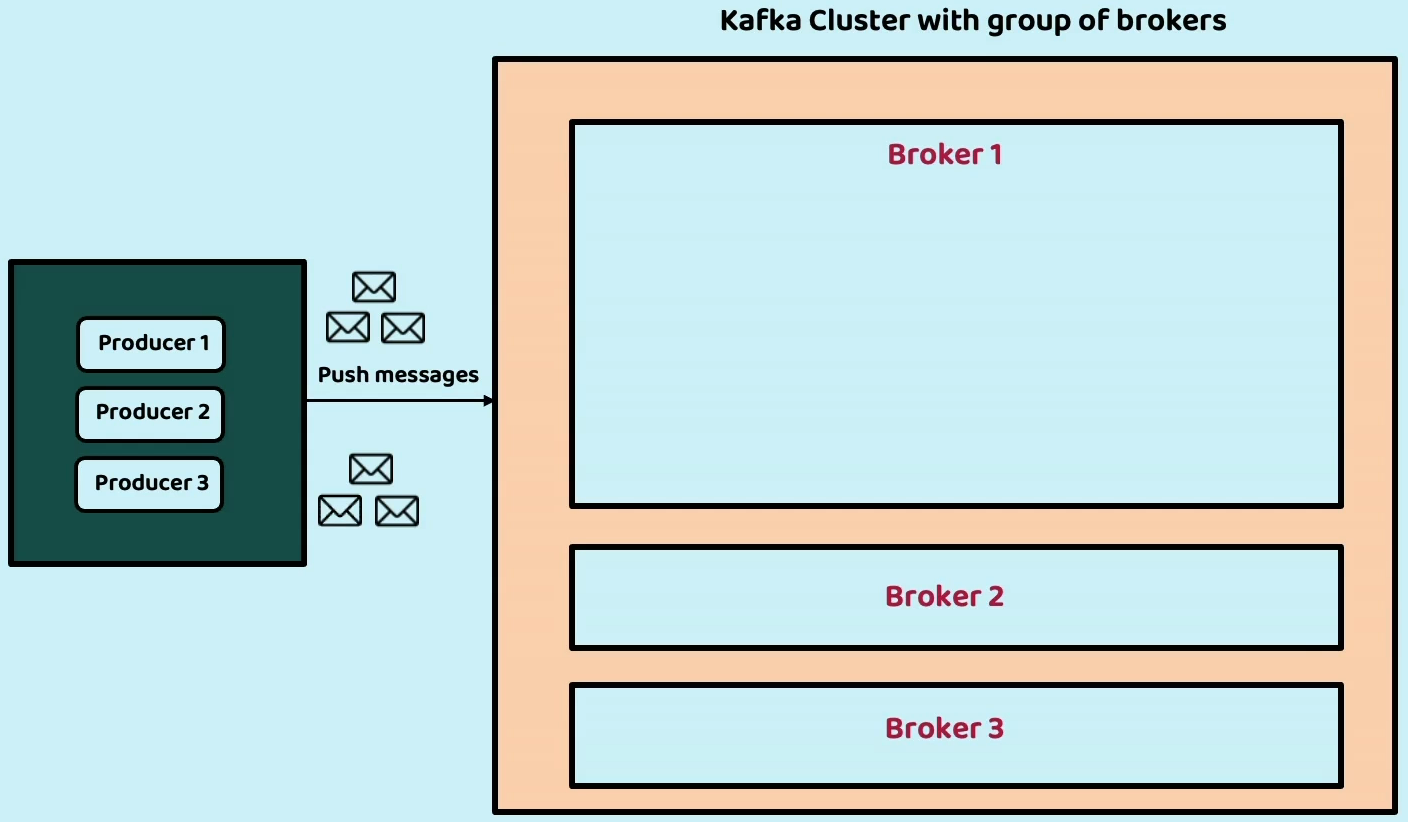 Kafka Cluster with group of brokers
Broker 1
Producer 1
Producer 2
Producer 3
Push messages
Broker 2
Broker 3